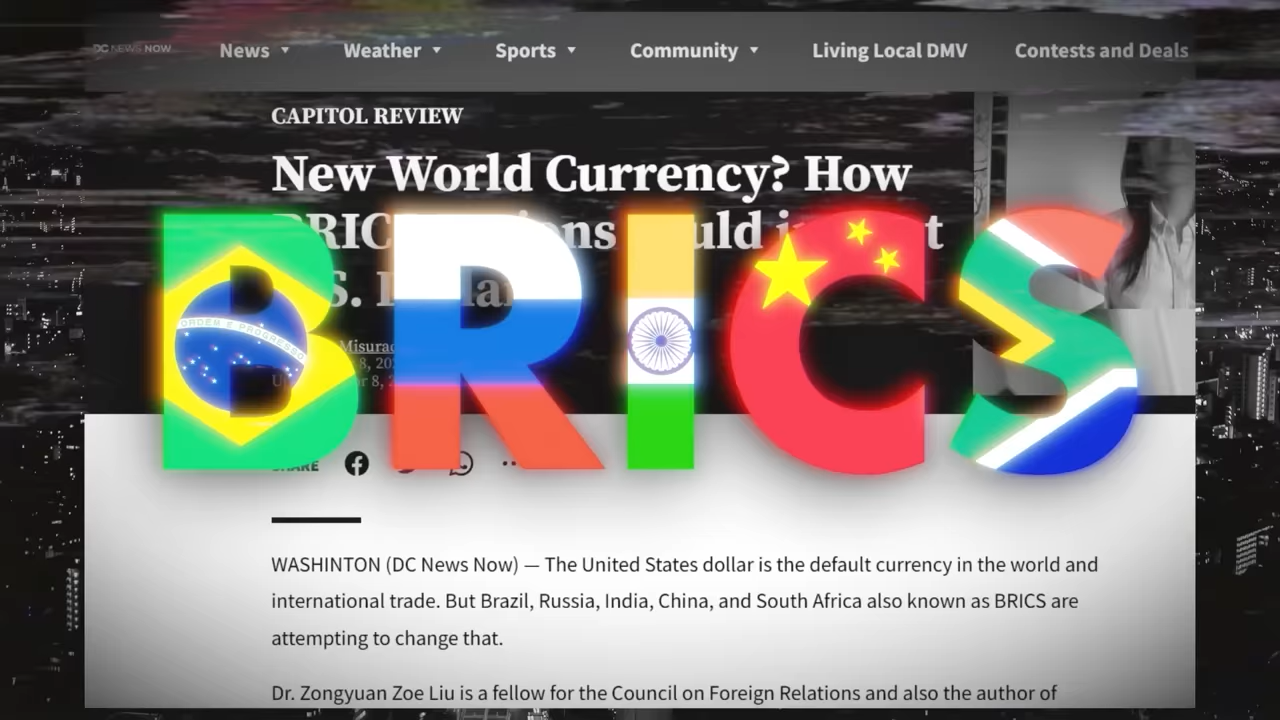 DC NEWS NOW
News
Weather
Sports
Community
Living Local DMV
Contests and Deals
CAPITOL REVIEW
New World Currency? How
BRICS
ORDEM E PROGRESSO
SHARE
WASHINTON (DC News Now) — The United States dollar is the default currency in the world and
international trade. But Brazil, Russia, India, China, and South Africa also known as BRICS are
attempting to change that.
Dr. Zongyuan Zoe Liu is a fellow for the Council on Foreign Relations and also the author of